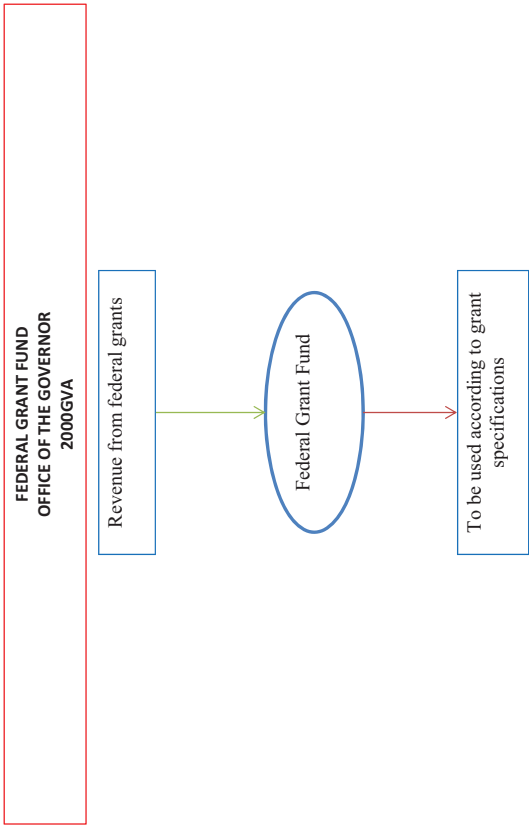 FEDERAL GRANT FUND
OFFICE OF THE GOVERNOR
2000GVA
Revenue from federal grants
Federal Grant Fund
To be used according to grant
specifications